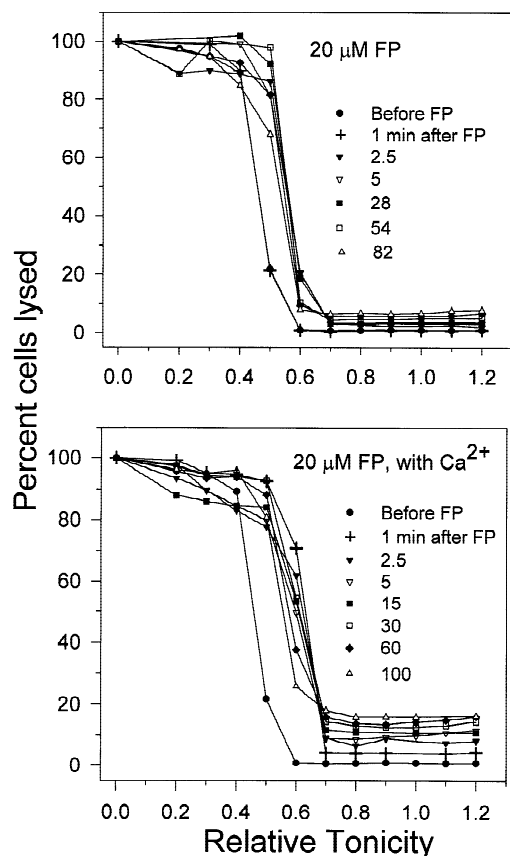 20 µM FP
Before FP
1 min after FP
2.5
5
28
54
82
100
80
60
40
20
0
0.0 0.2 0.4 0.6 0.8 1.0 1.2
Percent cells lysed
20 µM FP, with Ca2+
Before FP
1 min after FP
2.5
5
15
30
60
100
100
80
60
40
20
0
0.0 0.2 0.4 0.6 0.8 1.0 1.2
Relative Tonicity